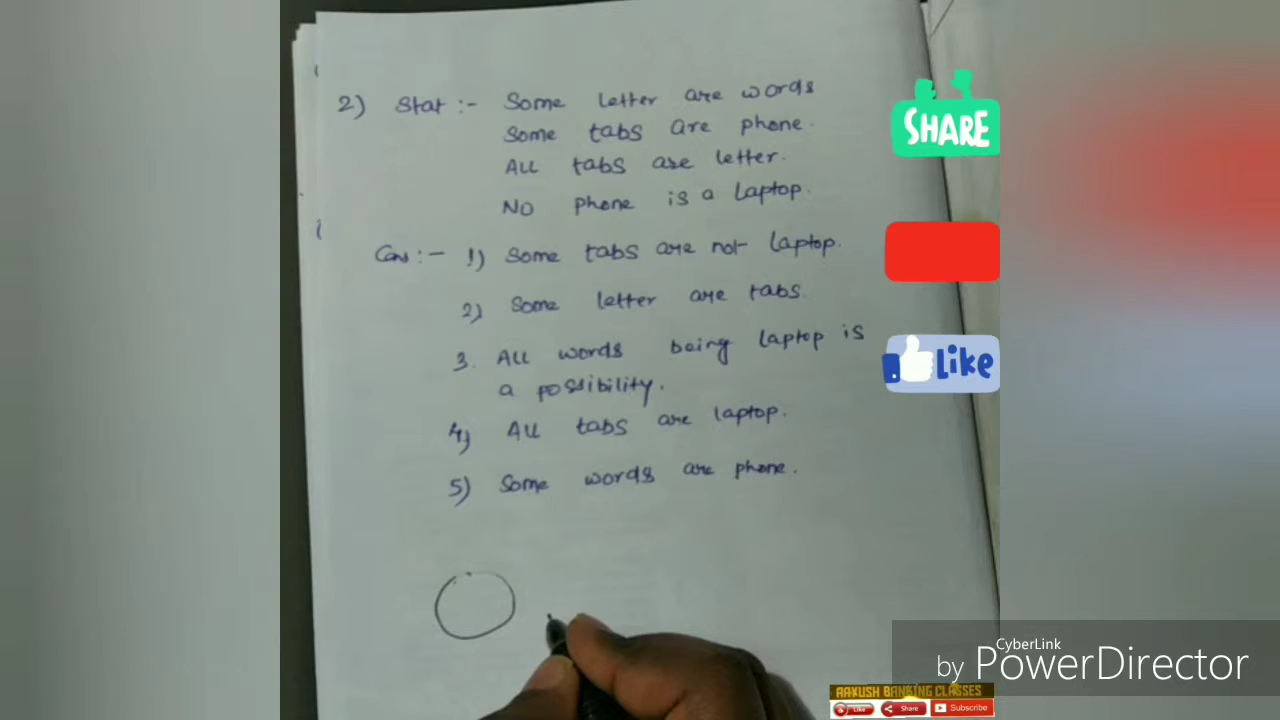 2) Stat :- Some letter are words
Some tabs are phone.
ALL tabs are letter.
NO phone is a laptop.
Con :- 1) Some tabs are not laptop.
2) Some letter are tabs.
3. ALL words being laptop is
a possibility.
4) ALL tabs are laptop.
5) Some words are phone.
SHARE
Like
CyberLink
by PowerDirector
AAKUSH BANKING CLASSES
Like Share Subscribe